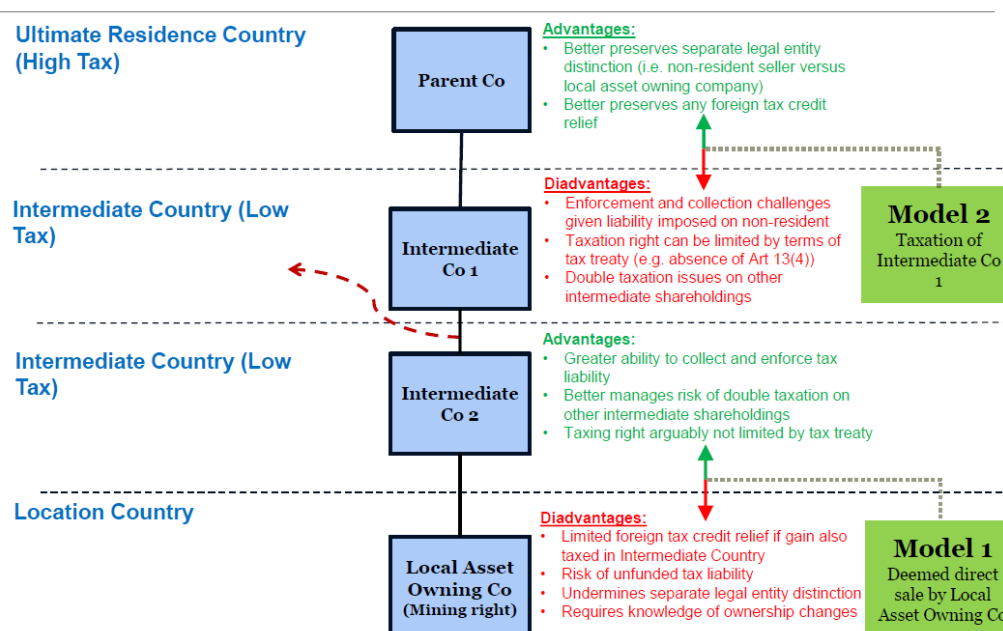 Ultimate Residence Country
(High Tax)
Parent Co
Advantages:
• Better preserves separate legal entity
distinction (i.e. non-resident seller versus
local asset owning company)
• Better preserves any foreign tax credit
relief
Intermediate Country (Low
Tax)
Intermediate
Co 1
Disadvantages:
• Enforcement and collection challenges
given liability imposed on non-resident
• Taxation right can be limited by terms of
tax treaty (e.g. absence of Art 13(4))
• Double taxation issues on other
intermediate shareholdings
Model 2
Taxation of
Intermediate Co
1
Intermediate Country (Low
Tax)
Intermediate
Co 2
Advantages:
• Greater ability to collect and enforce tax
liability
• Better manages risk of double taxation on
other intermediate shareholdings
• Taxing right arguably not limited by tax treaty
Location Country
Local Asset
Owning Co
(Mining right)
Disadvantages:
• Limited foreign tax credit relief if gain also
taxed in Intermediate Country
• Risk of unfunded tax liability
• Undermines separate legal entity distinction
• Requires knowledge of ownership changes
Model 1
Deemed direct
sale by Local
Asset Owning Co